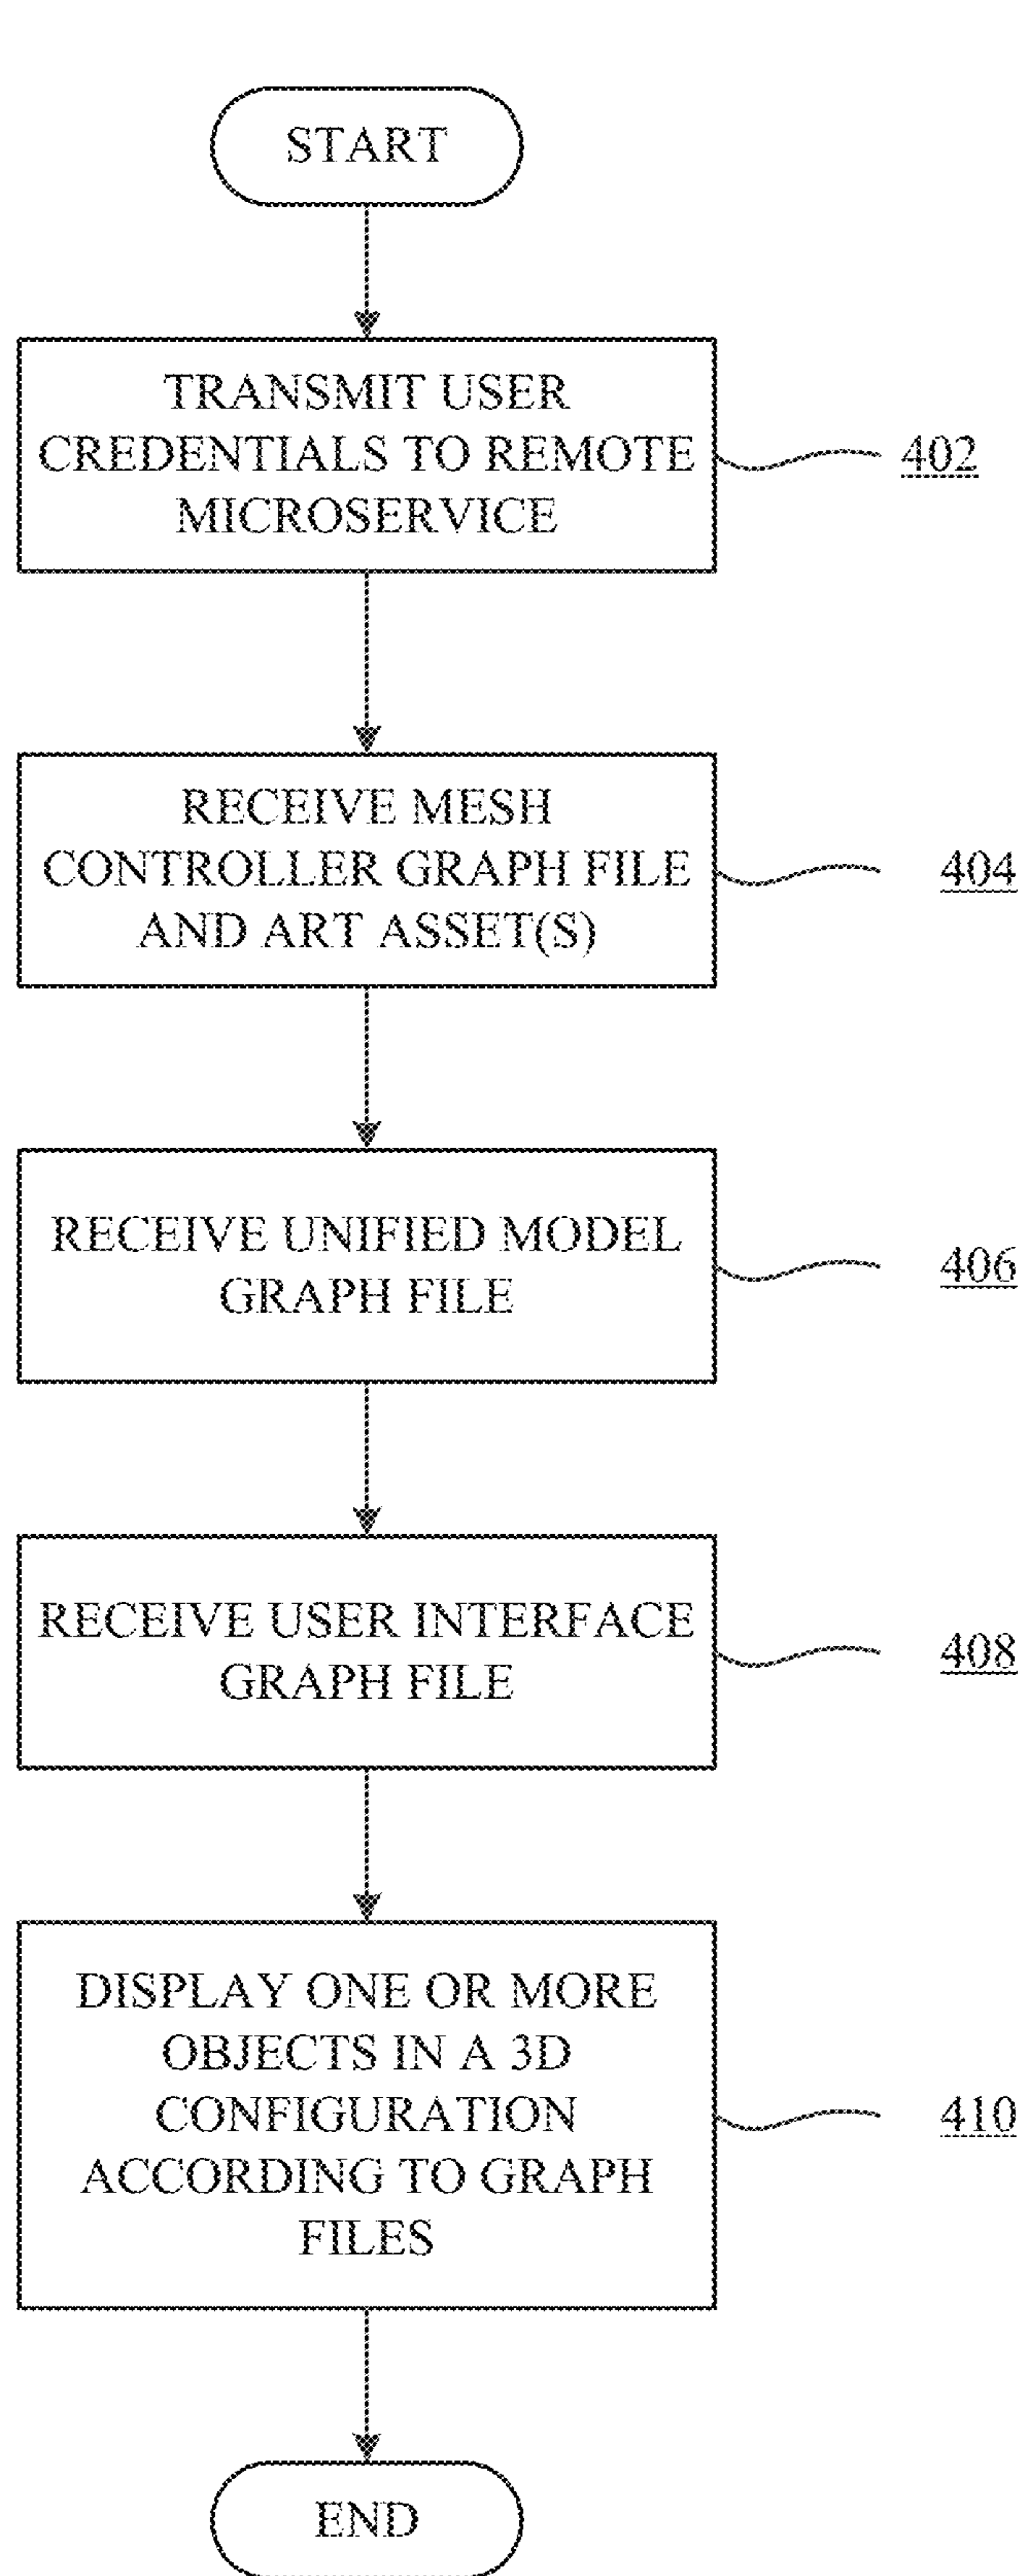 START
TRANSMIT USER
CREDENTIALS TO REMOTE
MICROSERVICE
402
RECEIVE MESH
CONTROLLER GRAPH FILE
AND ART ASSET(S)
404
RECEIVE UNIFIED MODEL
GRAPH FILE
406
RECEIVE USER INTERFACE
GRAPH FILE
408
DISPLAY ONE OR MORE
OBJECTS IN A 3D
CONFIGURATION
ACCORDING TO GRAPH
FILES
410
END